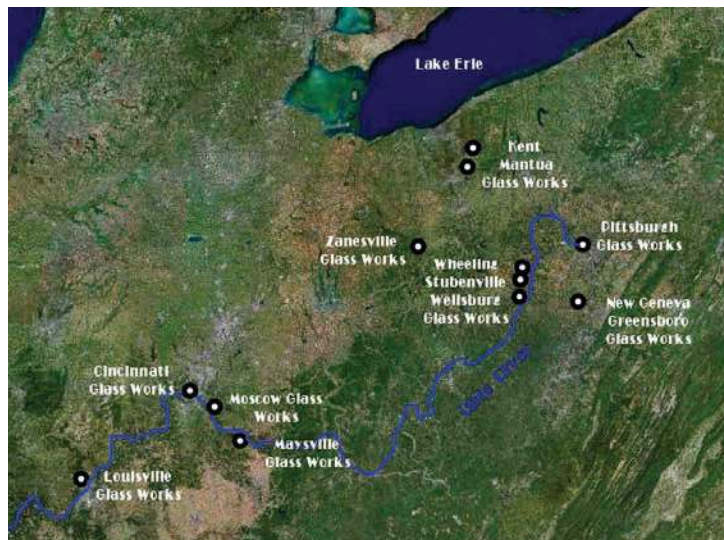 Lake Erie
Kent
Mantua
Glass Works
Pittsburgh
Glass Works
Zanesville
Glass Works
Wheeling
Stubenville
Wellsburg
Glass Works
New Geneva
Greensboro
Glass Works
Ohio River
Cincinnati
Glass Works
Moscow Glass
Works
Maysville
Glass Works
Louisville
Glass Works